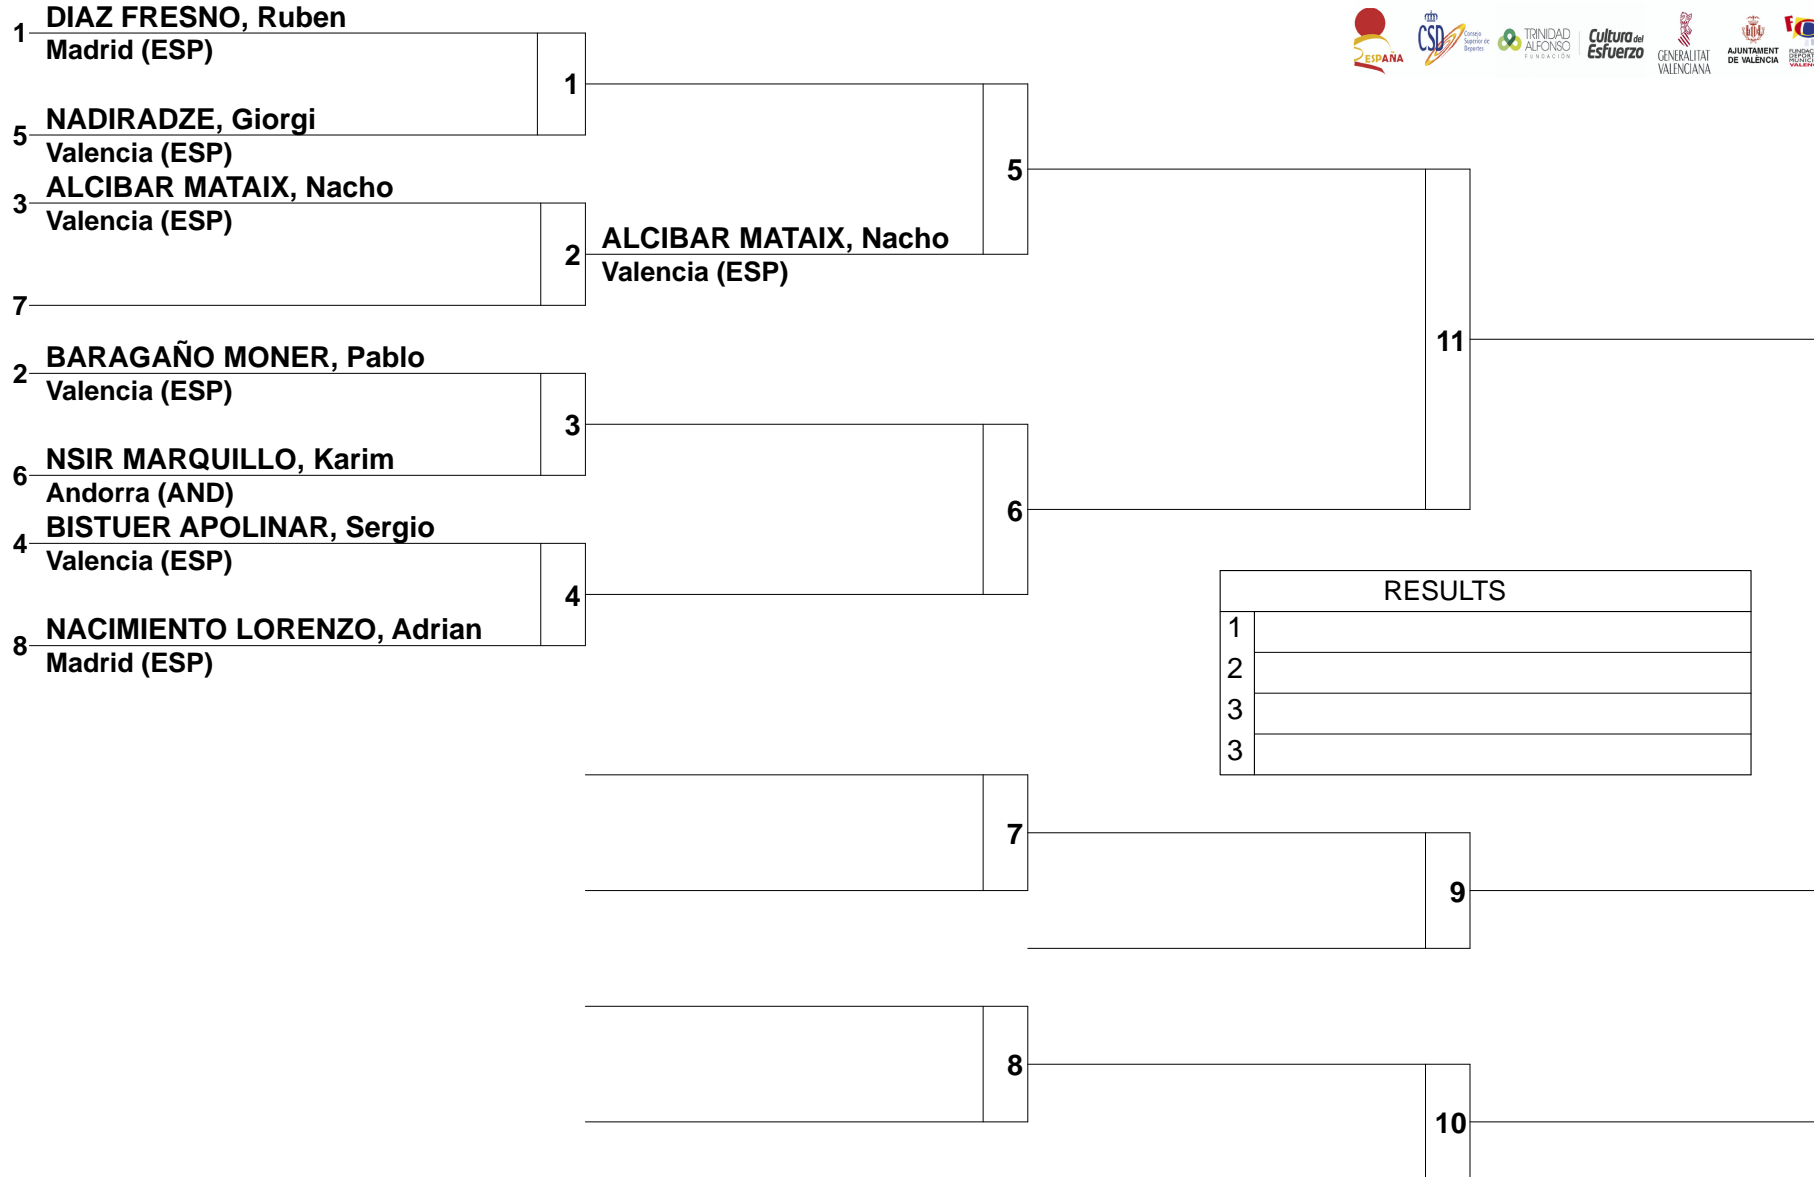 DIAZ FRESNO, Ruben
1
Madrid (ESP)
1
NADIRADZE, Giorgi
5
Valencia (ESP)
5
ALCIBAR MATAIX, Nacho
3
Valencia (ESP)
2
ALCIBAR MATAIX, Nacho
Valencia (ESP)
7
11
BARAGAÑO MONER, Pablo
2
Valencia (ESP)
3
NSIR MARQUILLO, Karim
6
Andorra (AND)
6
BISTUER APOLINAR, Sergio
4
Valencia (ESP)
4
NACIMIENTO LORENZO, Adrian
8
Madrid (ESP)
RESULTS
1
2
3
3
7
9
8
10
ESPAÑA
CSD
Consejo
Superior de
Deportes
TRINIDAD
ALFONSO
FUNDACIÓN
Cultura del
Esfuerzo
GENERALITAT
VALENCIANA
AJUNTAMENT
DE VALÈNCIA